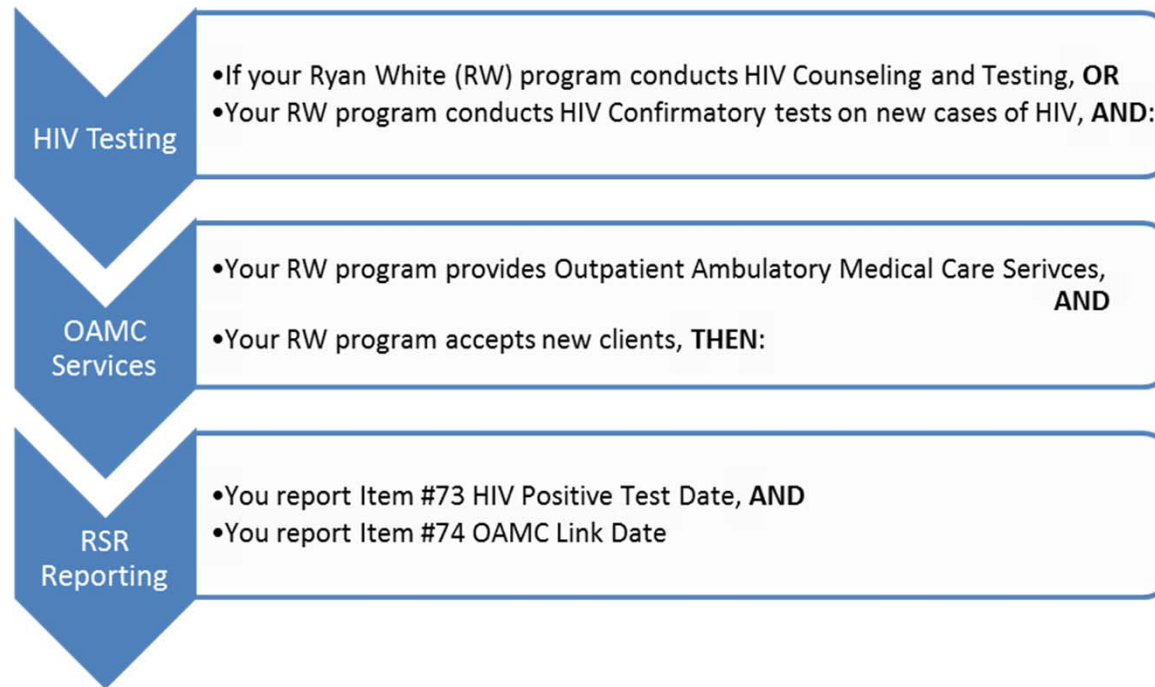 HIV Testing
•If your Ryan White (RW) program conducts HIV Counseling and Testing, OR
•Your RW program conducts HIV Confirmatory tests on new cases of HIV, AND:
OAMC
Services
•Your RW program provides Outpatient Ambulatory Medical Care Serivces,
AND
•Your RW program accepts new clients, THEN:
RSR
Reporting
•You report Item #73 HIV Positive Test Date, AND
•You report Item #74 OAMC Link Date